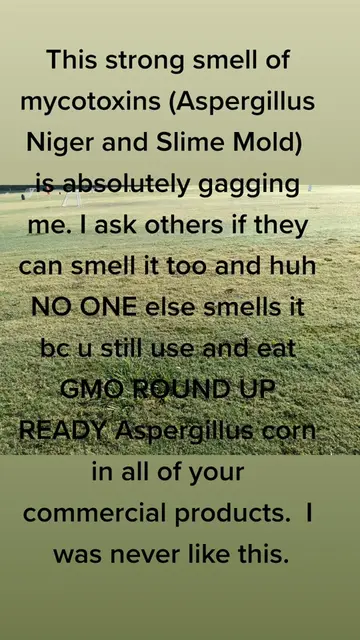 This strong smell of
mycotoxins (Aspergillus
Niger and Slime Mold)
is absolutely gagging
me. I ask others if they
can smell it too and huh
NO ONE else smells it
bc u still use and eat
GMO ROUND UP
READY Aspergillus corn
in all of your
commercial products.  I
was never like this.